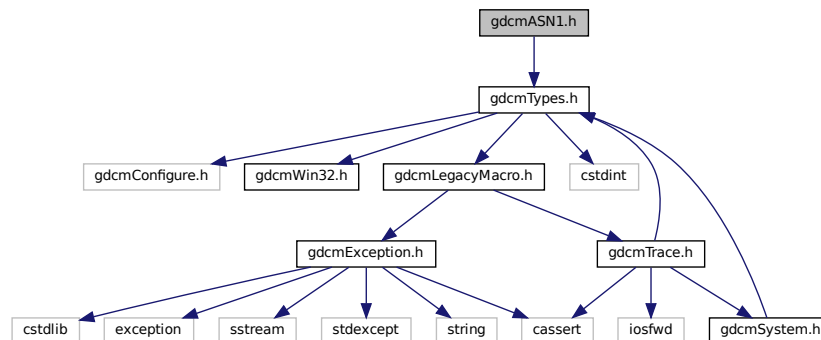 gdcmASN1.h
gdcmTypes.h
gdcmConfigure.h
gdcmWin32.h
gdcmLegacyMacro.h
cstdint
gdcmException.h
gdcmTrace.h
cstdlib
exception
sstream
stdexcept
string
cassert
iosfwd
gdcmSystem.h